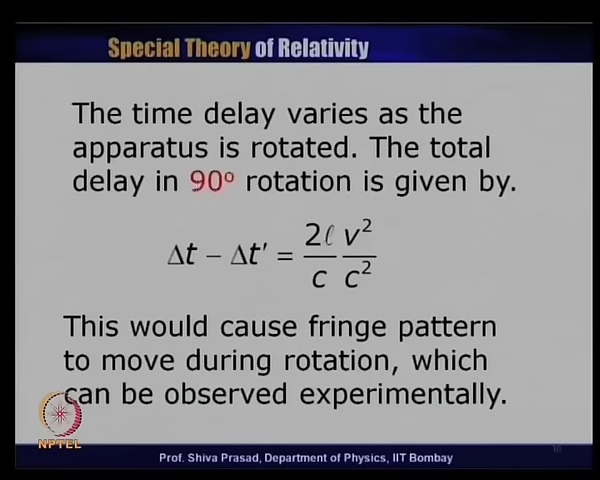 Special Theory of Relativity
The time delay varies as the
apparatus is rotated. The total
delay in 90° rotation is given by.
Δt − Δt′ = 2ℓ/c v²/c²
This would cause fringe pattern
to move during rotation, which
can be observed experimentally.
NPTEL
Prof. Shiva Prasad, Department of Physics, IIT Bombay